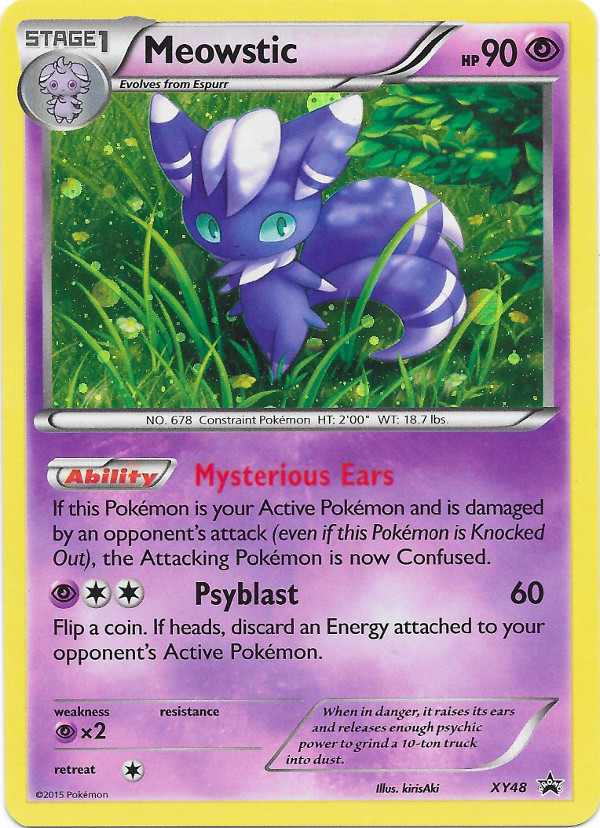 STAGE1
Meowstic
HP 90
Evolves from Espurr
NO. 678 Constraint Pokémon HT: 2'00" WT: 18.7 lbs.
Ability Mysterious Ears
If this Pokémon is your Active Pokémon and is damaged
by an opponent's attack (even if this Pokémon is Knocked
Out), the Attacking Pokémon is now Confused.
Psyblast 60
Flip a coin. If heads, discard an Energy attached to your
opponent's Active Pokémon.
weakness resistance
×2
When in danger, it raises its ears
and releases enough psychic
power to grind a 10-ton truck
into dust.
retreat
©2015 Pokémon
Illus. kirisAki
XY48
PROMO